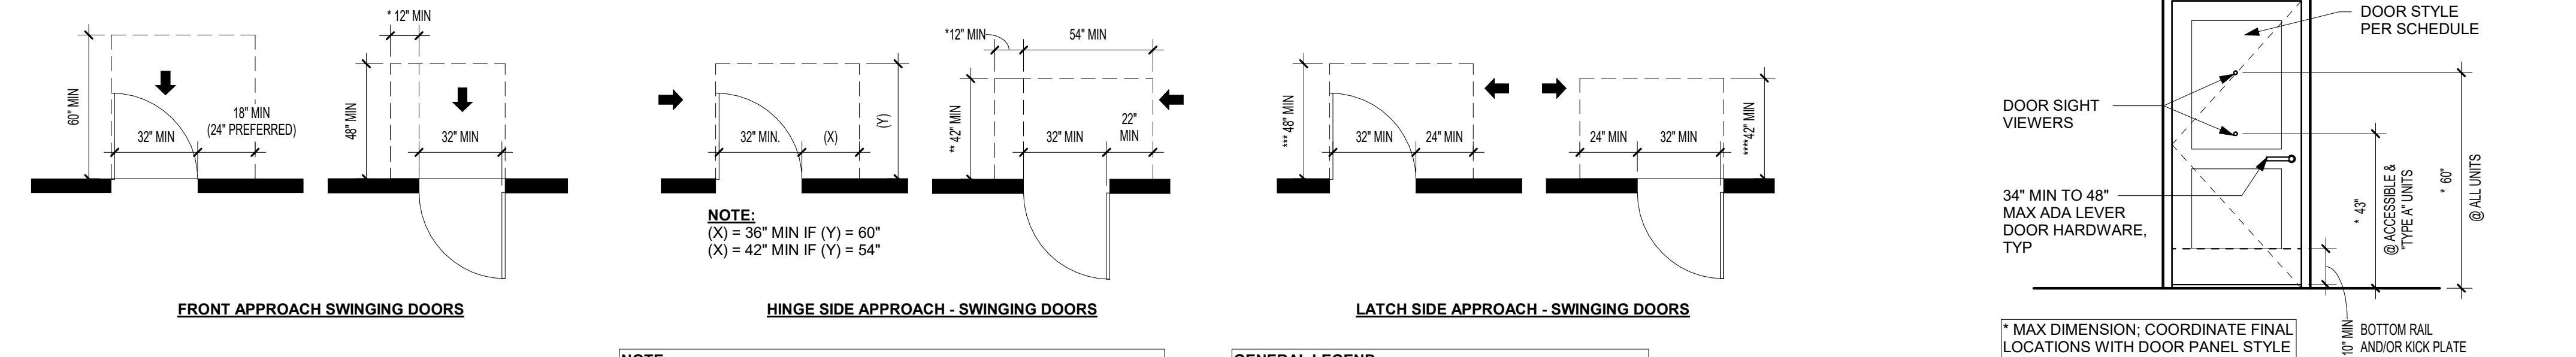 * 12" MIN
60" MIN
32" MIN
18" MIN
(24" PREFERRED)
48" MIN
32" MIN
FRONT APPROACH SWINGING DOORS
*12" MIN
54" MIN
32" MIN.
(X)
(Y)
** 42" MIN
32" MIN
22"
MIN
NOTE:
(X) = 36" MIN IF (Y) = 60"
(X) = 42" MIN IF (Y) = 54"
HINGE SIDE APPROACH - SWINGING DOORS
*** 48" MIN
32" MIN
24" MIN
24" MIN
32" MIN
****42" MIN
LATCH SIDE APPROACH - SWINGING DOORS
NOTE
GENERAL LEGEND
DOOR STYLE
PER SCHEDULE
DOOR SIGHT
VIEWERS
34" MIN TO 48"
MAX ADA LEVER
DOOR HARDWARE,
TYP
* 43"
@ ACCESSIBLE &
"TYPE A" UNITS
* 60"
@ ALL UNITS
10" MIN
BOTTOM RAIL
AND/OR KICK PLATE
* MAX DIMENSION; COORDINATE FINAL
LOCATIONS WITH DOOR PANEL STYLE